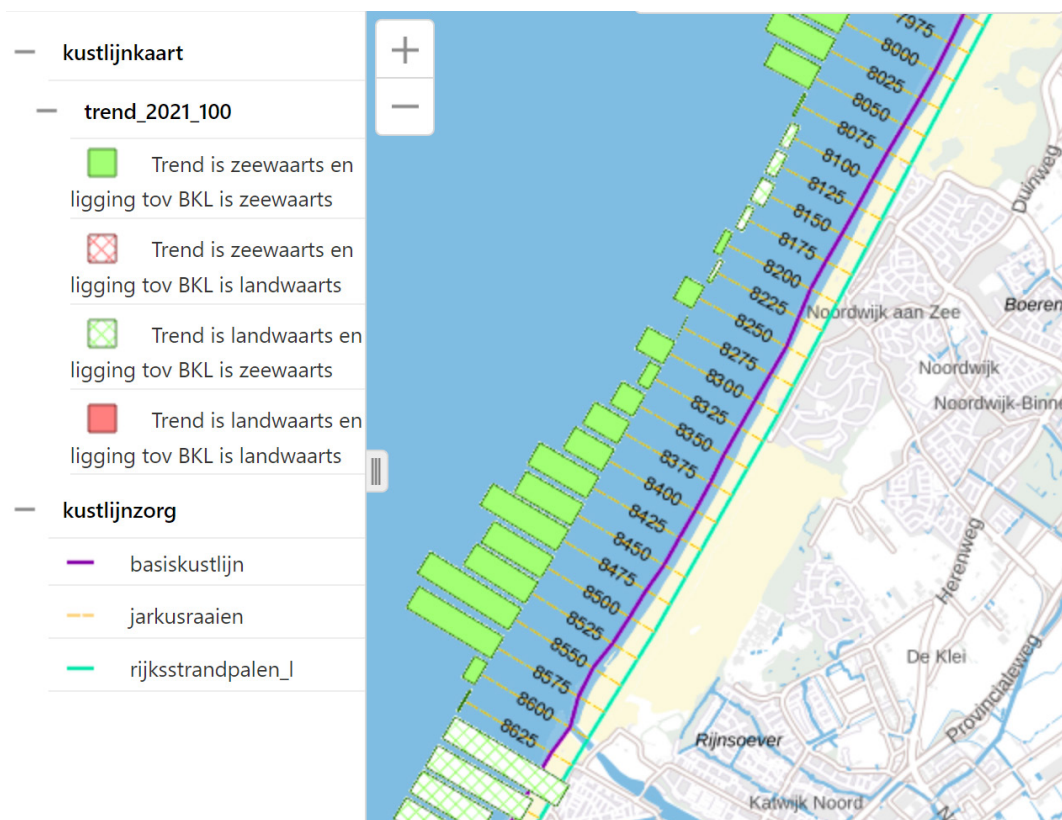 kustlijnkaart
trend_2021_100
Trend is zeewaarts en
ligging tov BKL is zeewaarts
Trend is zeewaarts en
ligging tov BKL is landwaarts
Trend is landwaarts en
ligging tov BKL is zeewaarts
Trend is landwaarts en
ligging tov BKL is landwaarts
kustlijnzorg
basiskustlijn
jarkusraaien
rijksstrandpalen_l
+
−
7975
8000
8025
8050
8075
8100
8125
8150
8175
8200
8225
8250
8275
8300
8325
8350
8375
8400
8425
8450
8475
8500
8525
8550
8575
8600
8625
Duinweg
Boeren
Noordwijk aan Zee
Noordwijk
Noordwijk-Binne
Herenweg
De Klei
Provincialeweg
Rijnsoever
Katwijk Noord
N